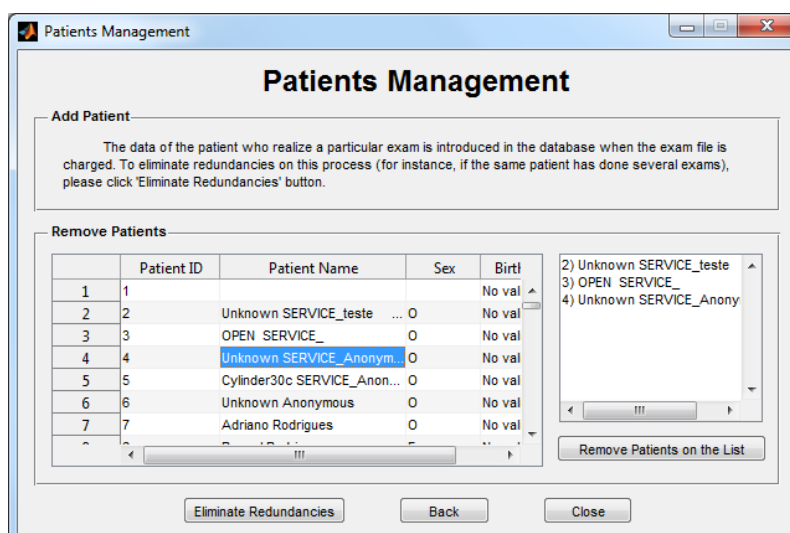 Patients Management
Patients Management
Add Patient
The data of the patient who realize a particular exam is introduced in the database when the exam file is
charged. To eliminate redundancies on this process (for instance, if the same patient has done several exams),
please click 'Eliminate Redundancies' button.
Remove Patients
Patient ID Patient Name Sex Birth
1 1 No val
2 2 Unknown SERVICE_teste ... O No val
3 3 OPEN SERVICE_ O No val
4 4 Unknown SERVICE_Anonym... O No val
5 5 Cylinder30c SERVICE_Anon... O No val
6 6 Unknown Anonymous O No val
7 7 Adriano Rodrigues O No val
2) Unknown SERVICE_teste
3) OPEN SERVICE_
4) Unknown SERVICE_Anony
Remove Patients on the List
Eliminate Redundancies Back Close